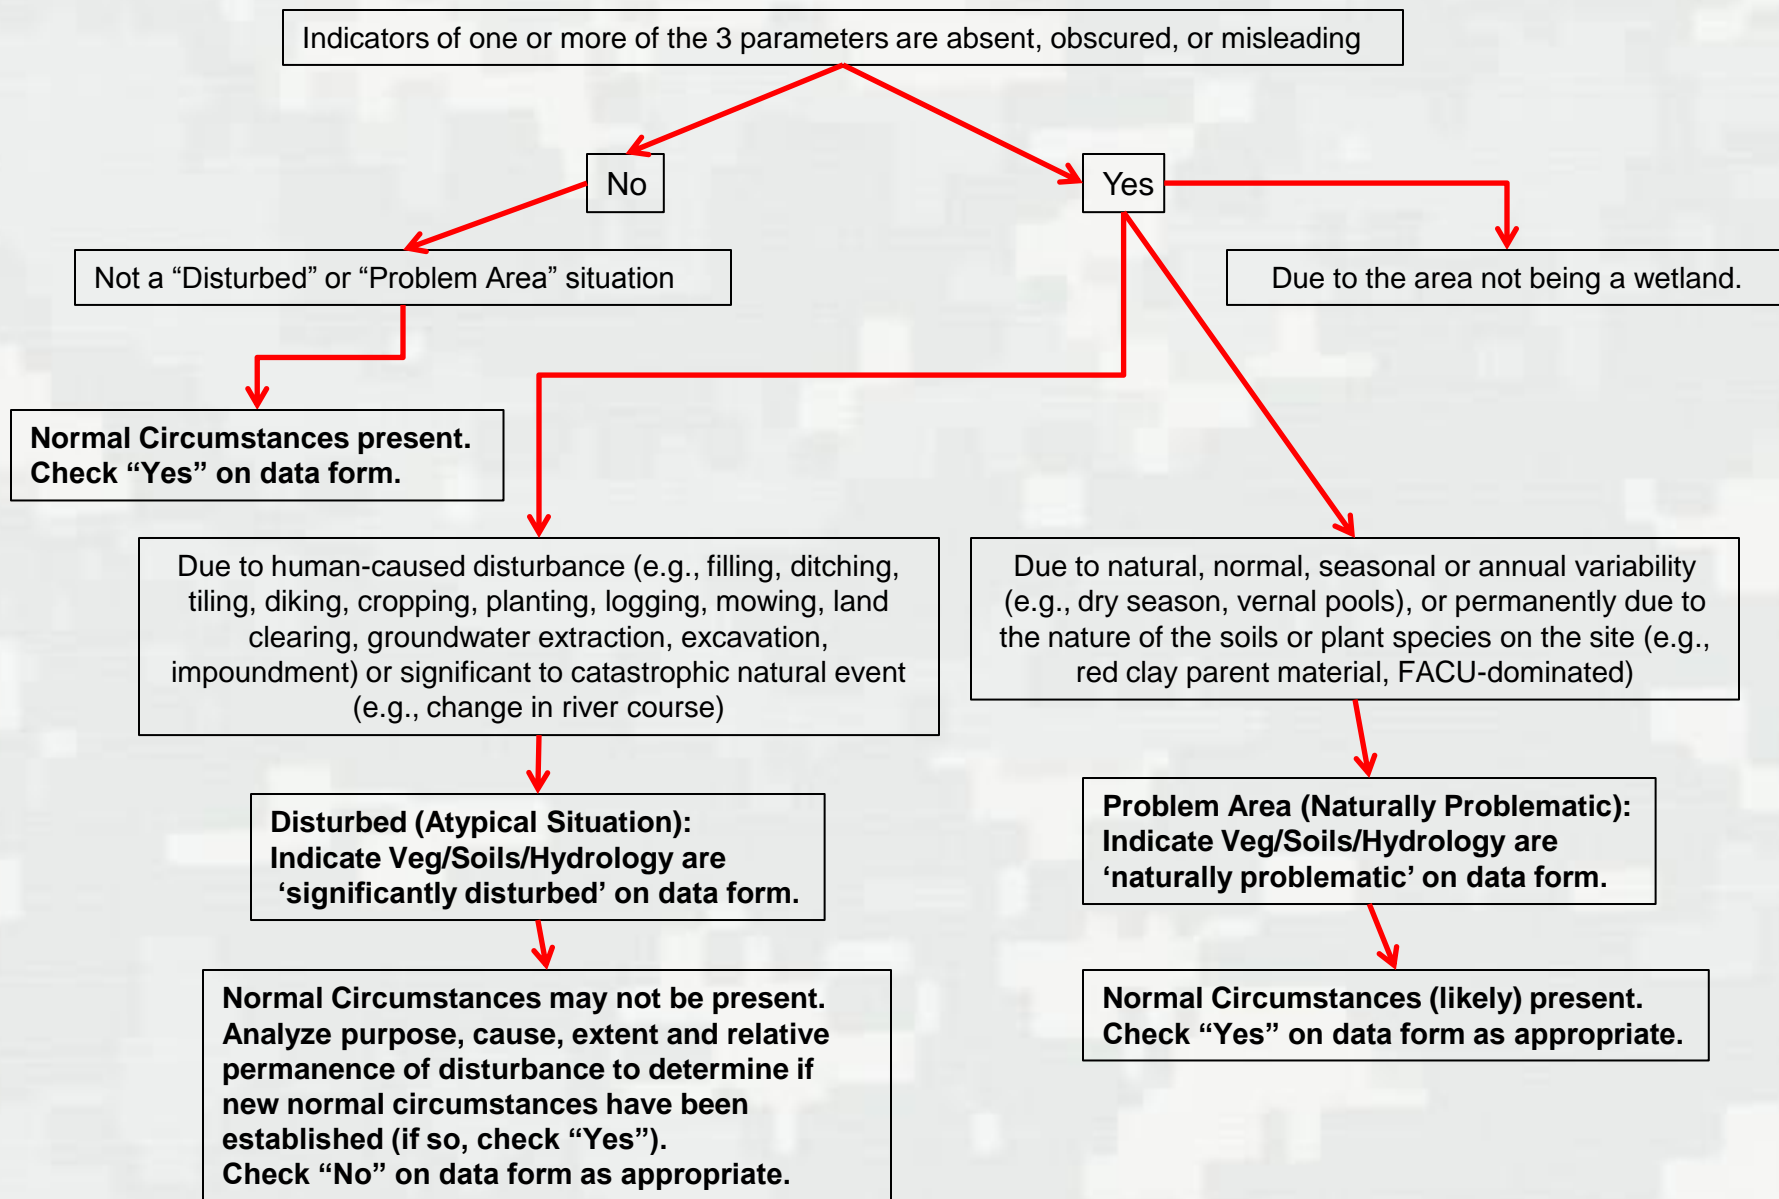 Indicators of one or more of the 3 parameters are absent, obscured, or misleading
No
Yes
Not a “Disturbed” or “Problem Area” situation
Due to the area not being a wetland.
Normal Circumstances present.
Check “Yes” on data form.
Due to human-caused disturbance (e.g., filling, ditching,
tiling, diking, cropping, planting, logging, mowing, land
clearing, groundwater extraction, excavation,
impoundment) or significant to catastrophic natural event
(e.g., change in river course)
Due to natural, normal, seasonal or annual variability
(e.g., dry season, vernal pools), or permanently due to
the nature of the soils or plant species on the site (e.g.,
red clay parent material, FACU-dominated)
Disturbed (Atypical Situation):
Indicate Veg/Soils/Hydrology are
‘significantly disturbed’ on data form.
Problem Area (Naturally Problematic):
Indicate Veg/Soils/Hydrology are
‘naturally problematic’ on data form.
Normal Circumstances may not be present.
Analyze purpose, cause, extent and relative
permanence of disturbance to determine if
new normal circumstances have been
established (if so, check “Yes”).
Check “No” on data form as appropriate.
Normal Circumstances (likely) present.
Check “Yes” on data form as appropriate.